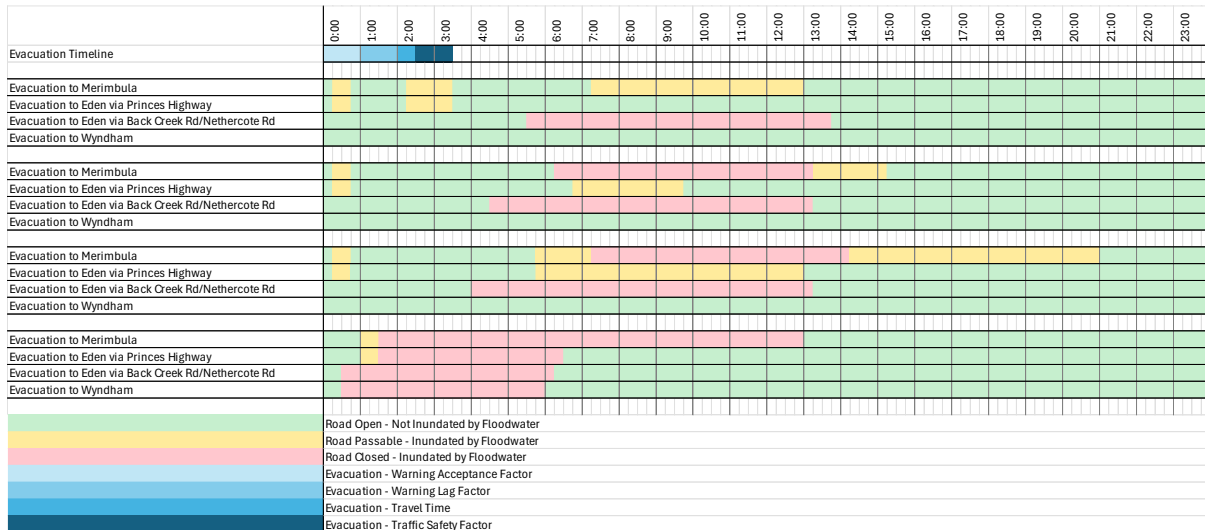 0:00 1:00 2:00 3:00 4:00 5:00 6:00 7:00 8:00 9:00 10:00 11:00 12:00 13:00 14:00 15:00 16:00 17:00 18:00 19:00 20:00 21:00 22:00 23:00
Evacuation Timeline
Evacuation to Merimbula
Evacuation to Eden via Princes Highway
Evacuation to Eden via Back Creek Rd/Nethercote Rd
Evacuation to Wyndham
Evacuation to Merimbula
Evacuation to Eden via Princes Highway
Evacuation to Eden via Back Creek Rd/Nethercote Rd
Evacuation to Wyndham
Evacuation to Merimbula
Evacuation to Eden via Princes Highway
Evacuation to Eden via Back Creek Rd/Nethercote Rd
Evacuation to Wyndham
Evacuation to Merimbula
Evacuation to Eden via Princes Highway
Evacuation to Eden via Back Creek Rd/Nethercote Rd
Evacuation to Wyndham
Road Open - Not Inundated by Floodwater
Road Passable - Inundated by Floodwater
Road Closed - Inundated by Floodwater
Evacuation - Warning Acceptance Factor
Evacuation - Warning Lag Factor
Evacuation - Travel Time
Evacuation - Traffic Safety Factor